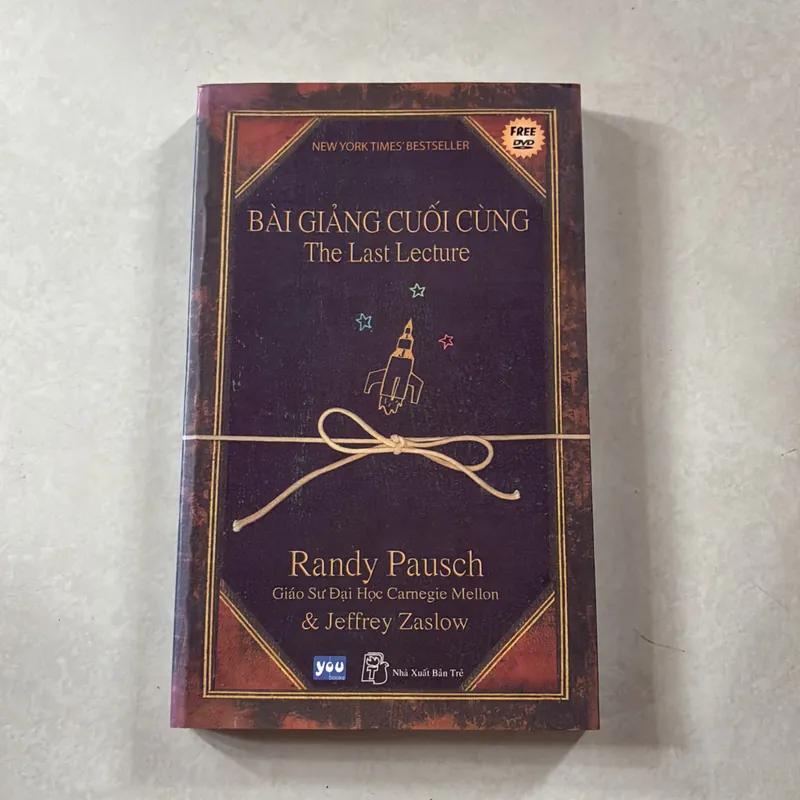 FREE
DVD
NEW YORK TIMES' BESTSELLER
BÀI GIẢNG CUỐI CÙNG
The Last Lecture
Randy Pausch
Giáo Sư Đại Học Carnegie Mellon
& Jeffrey Zaslow
you
books
Nhà Xuất Bản Trẻ